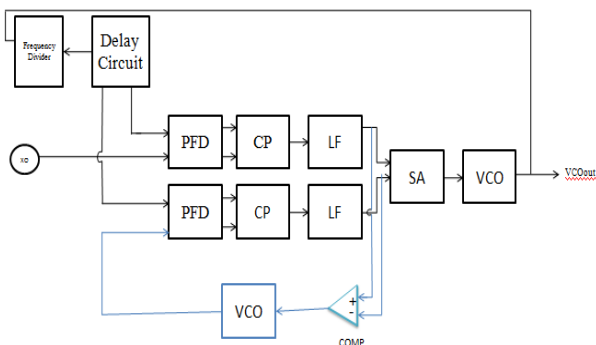 Frequency
Divider
Delay
Circuit
xo
PFD
CP
LF
SA
VCO
VCOout
PFD
CP
LF
VCO
+
-
COMP